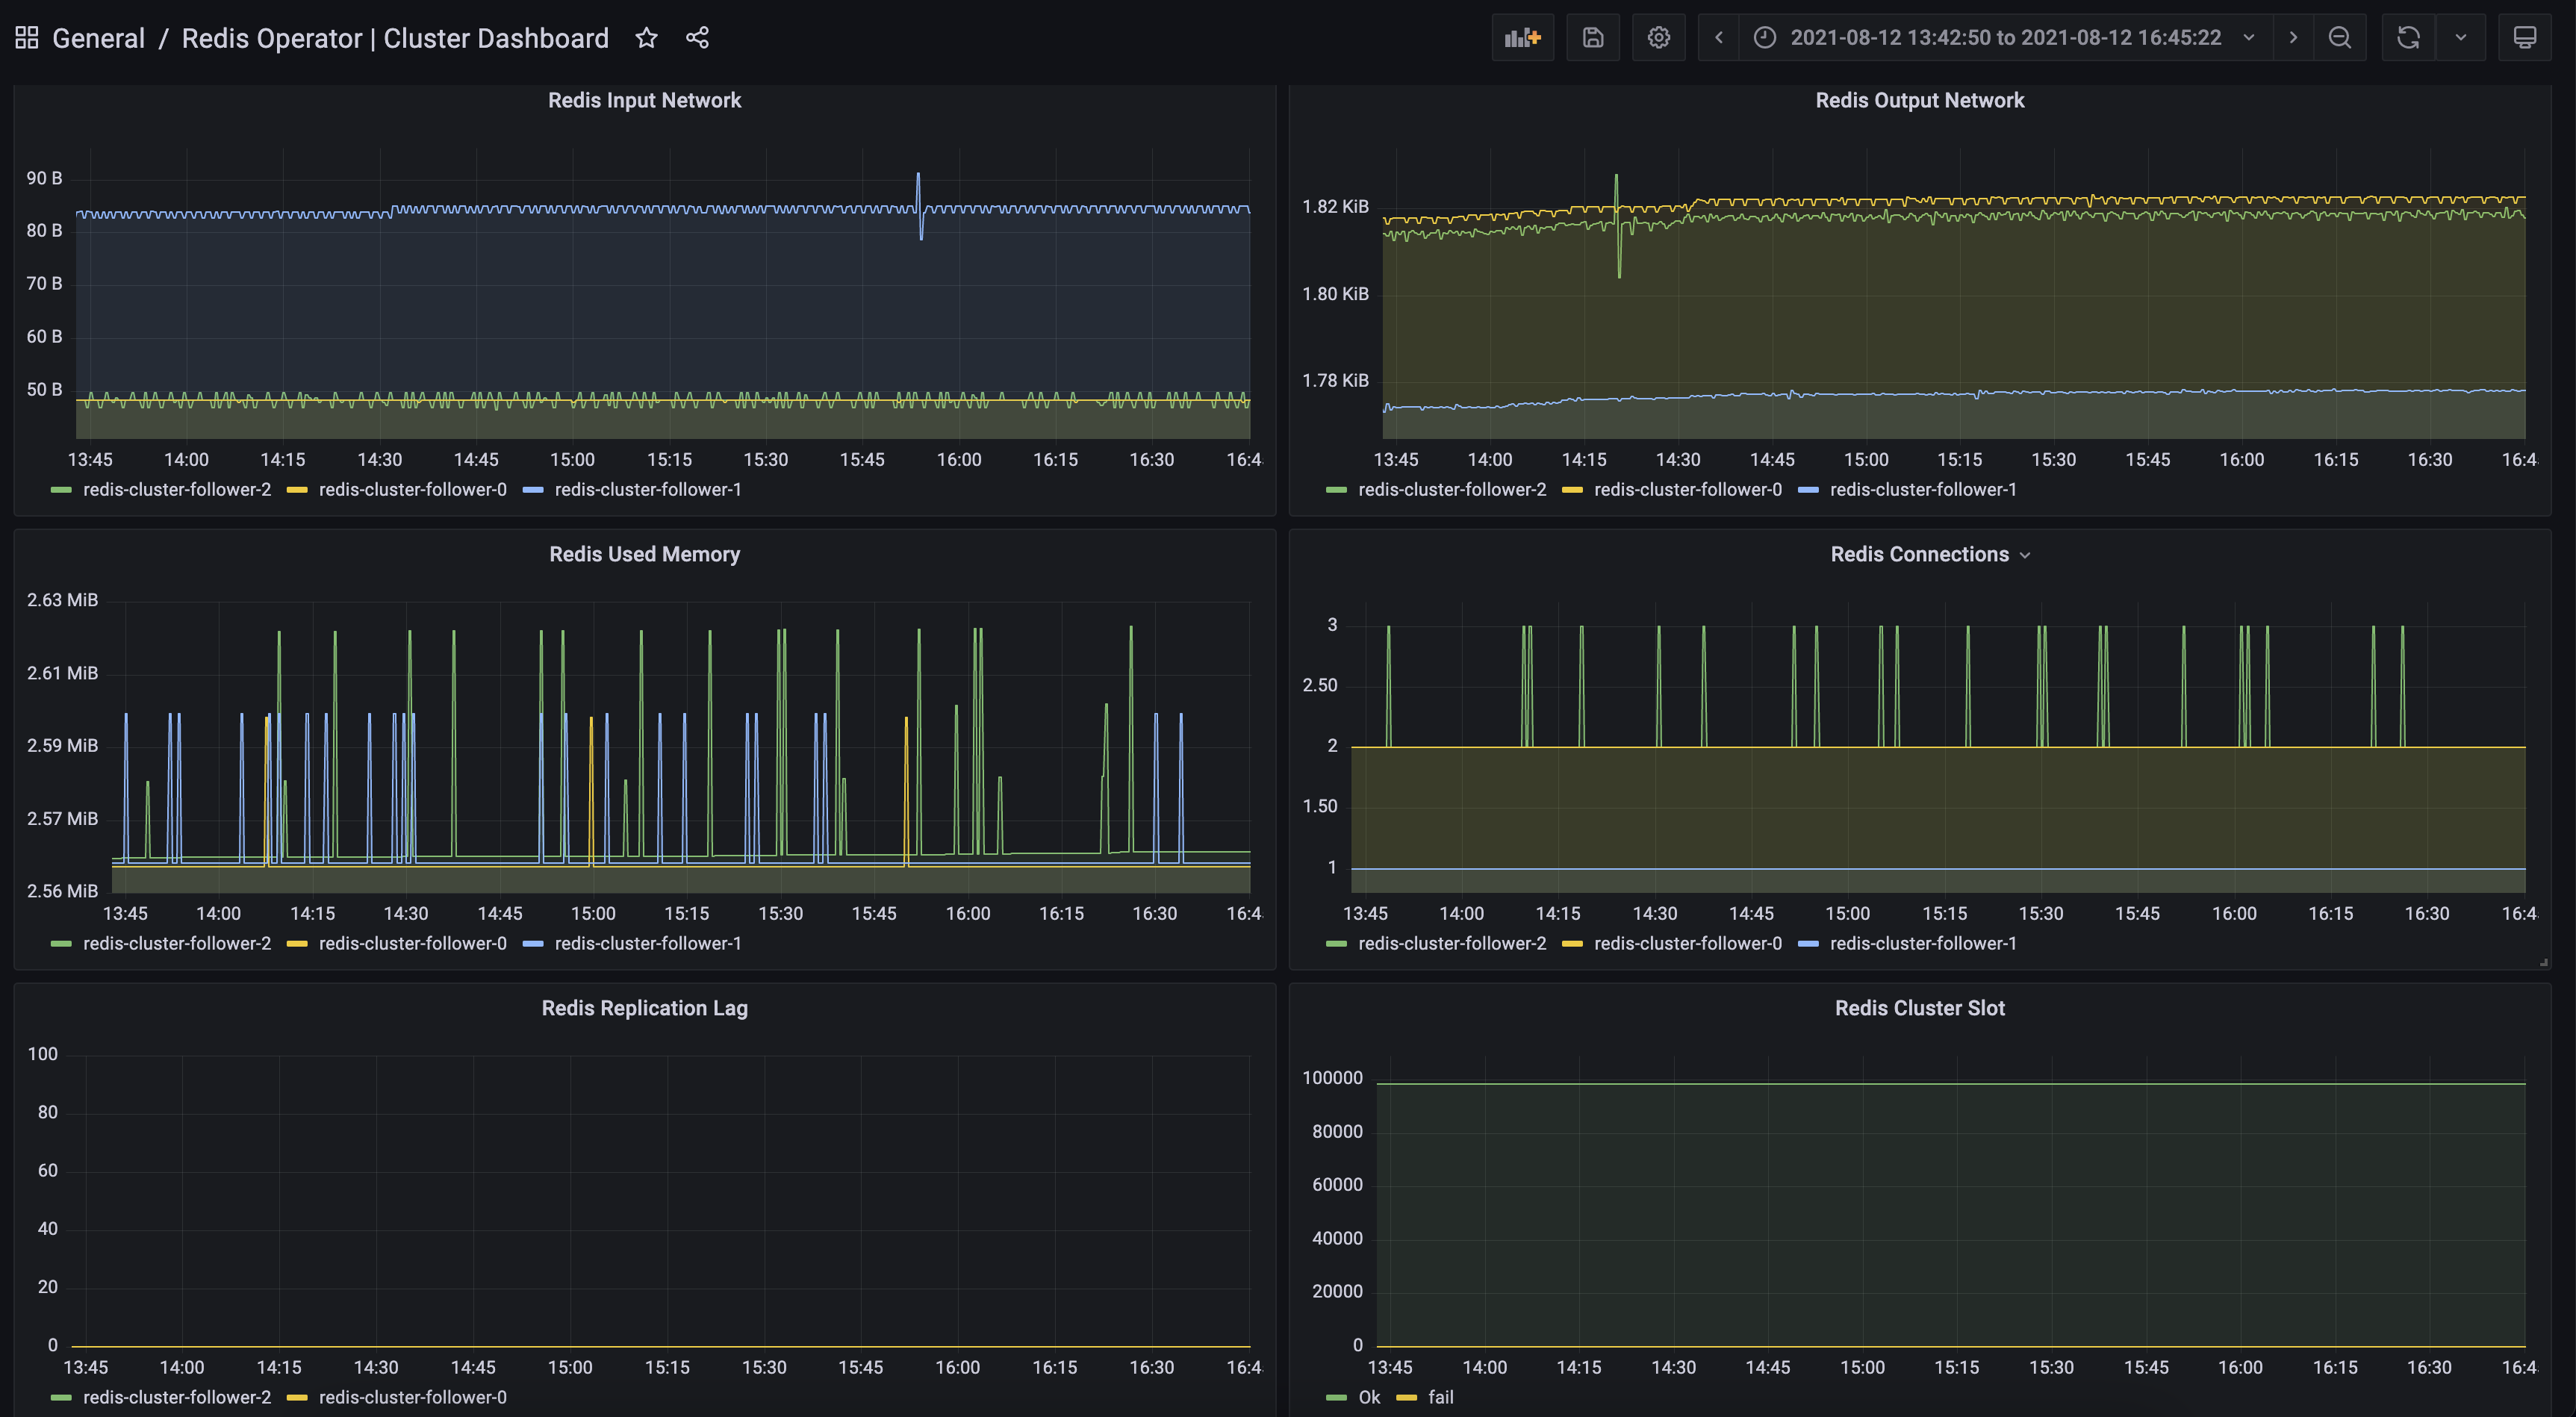 General / Redis Operator | Cluster Dashboard
2021-08-12 13:42:50 to 2021-08-12 16:45:22
Redis Input Network
90 B
80 B
70 B
60 B
50 B
13:45 14:00 14:15 14:30 14:45 15:00 15:15 15:30 15:45 16:00 16:15 16:30 16:4
redis-cluster-follower-2 redis-cluster-follower-0 redis-cluster-follower-1
Redis Output Network
1.82 KiB
1.80 KiB
1.78 KiB
13:45 14:00 14:15 14:30 14:45 15:00 15:15 15:30 15:45 16:00 16:15 16:30 16:4
redis-cluster-follower-2 redis-cluster-follower-0 redis-cluster-follower-1
Redis Used Memory
2.63 MiB
2.61 MiB
2.59 MiB
2.57 MiB
2.56 MiB
13:45 14:00 14:15 14:30 14:45 15:00 15:15 15:30 15:45 16:00 16:15 16:30 16:4
redis-cluster-follower-2 redis-cluster-follower-0 redis-cluster-follower-1
Redis Connections
3
2.50
2
1.50
1
13:45 14:00 14:15 14:30 14:45 15:00 15:15 15:30 15:45 16:00 16:15 16:30 16:4
redis-cluster-follower-2 redis-cluster-follower-0 redis-cluster-follower-1
Redis Replication Lag
100
80
60
40
20
0
13:45 14:00 14:15 14:30 14:45 15:00 15:15 15:30 15:45 16:00 16:15 16:30 16:4
redis-cluster-follower-2 redis-cluster-follower-0
Redis Cluster Slot
100000
80000
60000
40000
20000
0
13:45 14:00 14:15 14:30 14:45 15:00 15:15 15:30 15:45 16:00 16:15 16:30 16:4
Ok fail